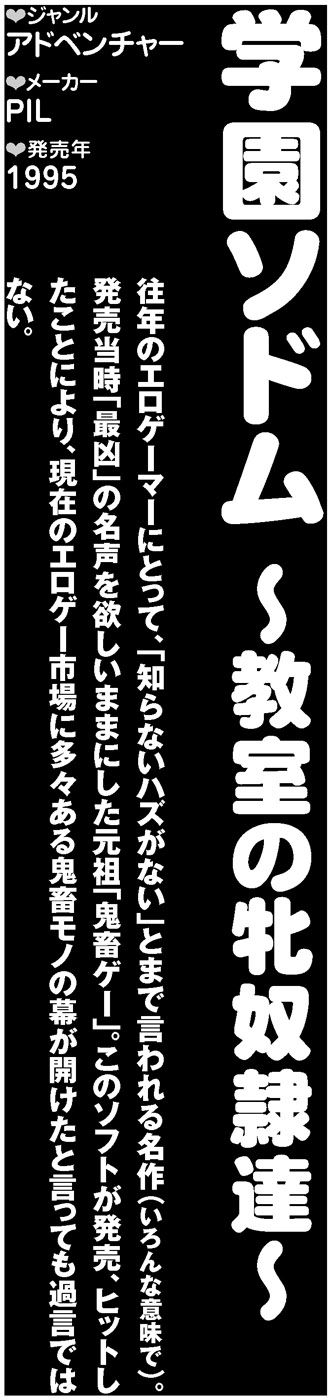 学園ソドム ～教室の牝奴隷達～
❤ジャンル
アドベンチャー
❤メーカー
PIL
❤発売年
1995
往年のエロゲーマーにとって、「知らないハズがない」とまで言われる名作（いろんな意味で）。
発売当時「最凶」の名声を欲しいままにした元祖「鬼畜ゲー」。このソフトが発売、ヒットし
たことにより、現在のエロゲー市場に多々ある鬼畜モノの幕が開けたと言っても過言では
ない。